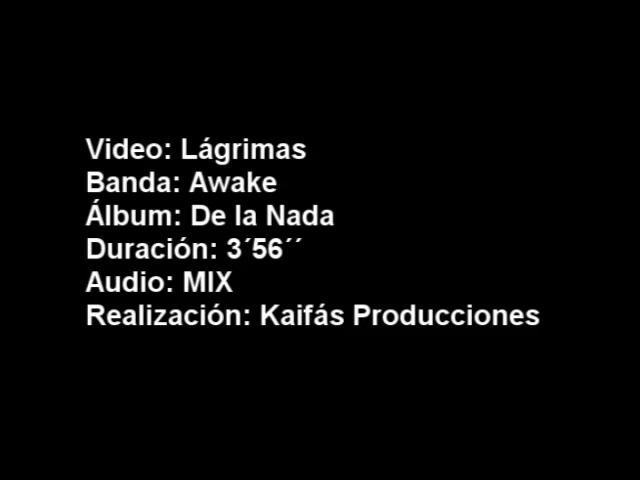 Video: Lágrimas
Banda: Awake
Álbum: De la Nada
Duración: 3´56´´
Audio: MIX
Realización: Kaifás Producciones